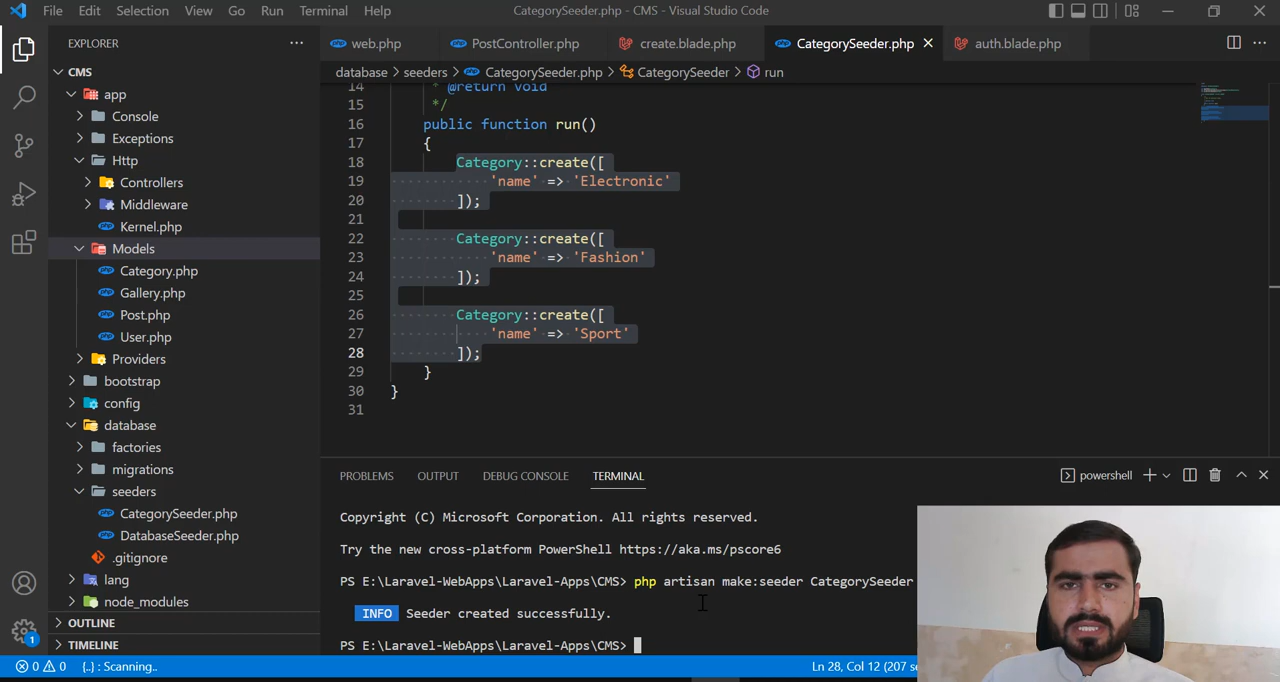 File Edit Selection View Go Run Terminal Help CategorySeeder.php - CMS - Visual Studio Code
EXPLORER ...
web.php PostController.php create.blade.php CategorySeeder.php auth.blade.php ...
CMS
database > seeders > CategorySeeder.php > CategorySeeder > run
app
Console
Exceptions
Http
Controllers
Middleware
Kernel.php
Models
Category.php
Gallery.php
Post.php
User.php
Providers
bootstrap
config
database
factories
migrations
seeders
CategorySeeder.php
DatabaseSeeder.php
.gitignore
lang
node_modules
OUTLINE
TIMELINE
14 * @return void
15 */
16 public function run()
17 {
18 Category::create([
19 'name' => 'Electronic'
20 ]);
21
22 Category::create([
23 'name' => 'Fashion'
24 ]);
25
26 Category::create([
27 'name' => 'Sport'
28 ]);
29 }
30 }
31
PROBLEMS OUTPUT DEBUG CONSOLE TERMINAL powershell
Copyright (C) Microsoft Corporation. All rights reserved.
Try the new cross-platform PowerShell https://aka.ms/pscore6
PS E:\Laravel-WebApps\Laravel-Apps\CMS> php artisan make:seeder CategorySeeder
INFO Seeder created successfully.
PS E:\Laravel-WebApps\Laravel-Apps\CMS>
1
0 0 {..} : Scanning.. Ln 28, Col 12 (207 se